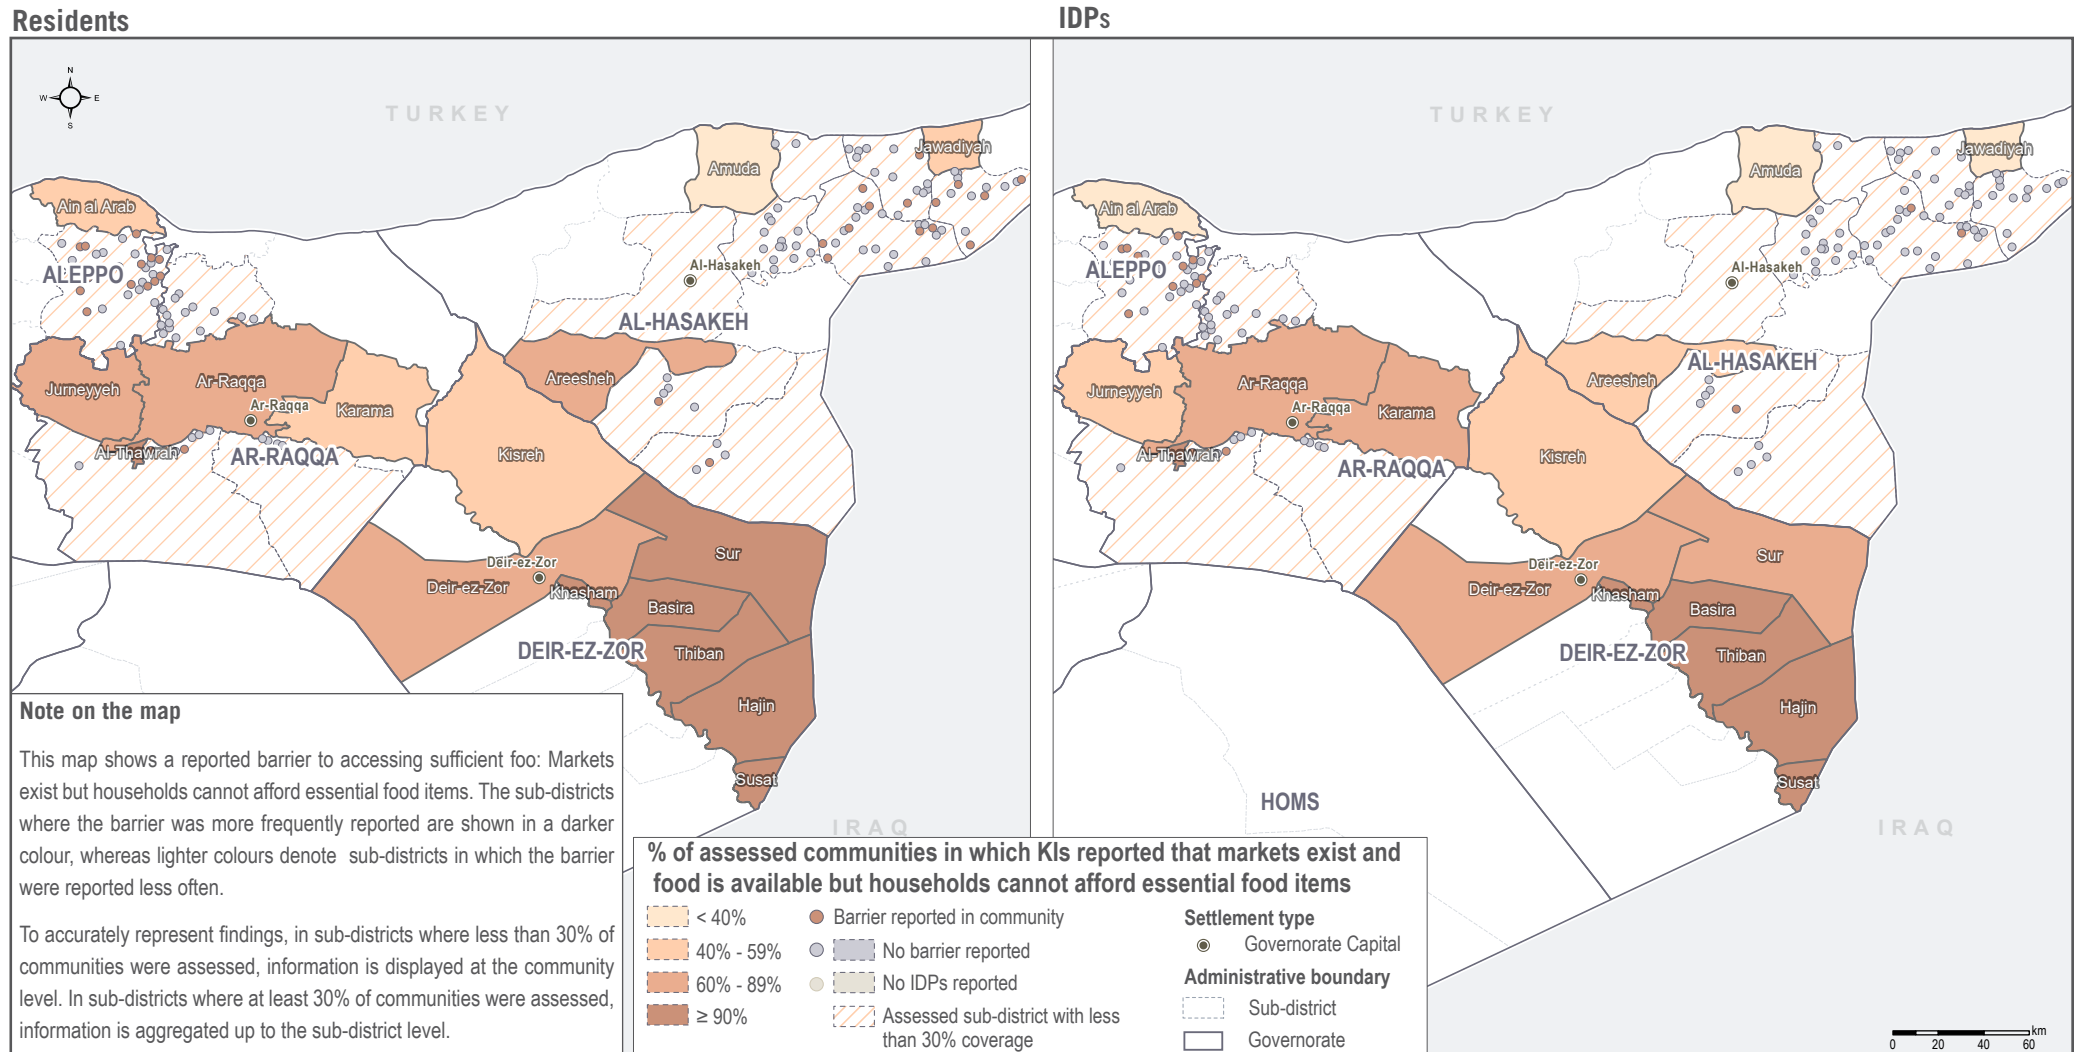 Residents
IDPs
N
W
E
S
TURKEY
Amuda
Jawadiyah
Ain al Arab
ALEPPO
Al-Hasakeh
AL-HASAKEH
Jurneyyeh
Ar-Raqqa
Ar-Raqqa
Karama
Areesheh
Al-Thawrah
AR-RAQQA
Kisreh
Sur
Deir-ez-Zor
Deir-ez-Zor
Khasham
Basira
DEIR-EZ-ZOR
Thiban
Hajin
Susat
IRAQ
TURKEY
Amuda
Jawadiyah
Ain al Arab
ALEPPO
Al-Hasakeh
AL-HASAKEH
Jurneyyeh
Ar-Raqqa
Ar-Raqqa
Karama
Areesheh
Al-Thawrah
AR-RAQQA
Kisreh
Sur
Deir-ez-Zor
Deir-ez-Zor
Khasham
Basira
DEIR-EZ-ZOR
Thiban
Hajin
Susat
HOMS
IRAQ
Note on the map
This map shows a reported barrier to accessing sufficient foo: Markets
exist but households cannot afford essential food items. The sub-districts
where the barrier was more frequently reported are shown in a darker
colour, whereas lighter colours denote sub-districts in which the barrier
were reported less often.
To accurately represent findings, in sub-districts where less than 30% of
communities were assessed, information is displayed at the community
level. In sub-districts where at least 30% of communities were assessed,
information is aggregated up to the sub-district level.
% of assessed communities in which KIs reported that markets exist and
food is available but households cannot afford essential food items
< 40%
40% - 59%
60% - 89%
≥ 90%
Barrier reported in community
No barrier reported
No IDPs reported
Assessed sub-district with less
than 30% coverage
Settlement type
Governorate Capital
Administrative boundary
Sub-district
Governorate
km
0 20 40 60